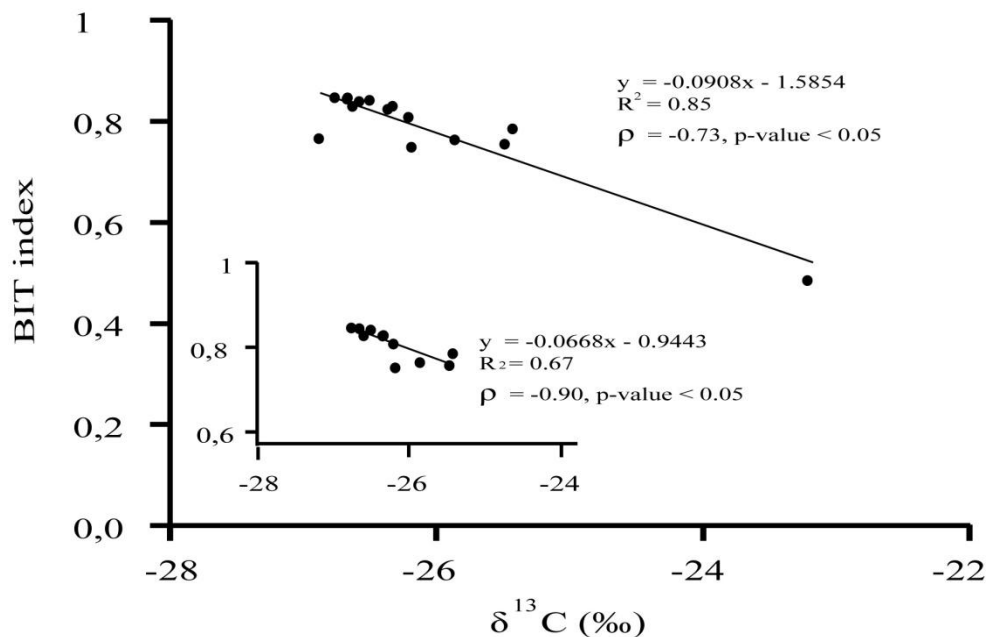 1
y = -0.0908x - 1.5854
R² = 0.85
ρ = -0.73, p-value < 0.05
0,8
BIT index
0,6
1
y = -0.0668x - 0.9443
R₂= 0.67
ρ = -0.90, p-value < 0.05
0,8
0,4
0,6
0,2
-28 -26 -24
0,0
-28 -26 -24 -22
δ¹³C (‰)